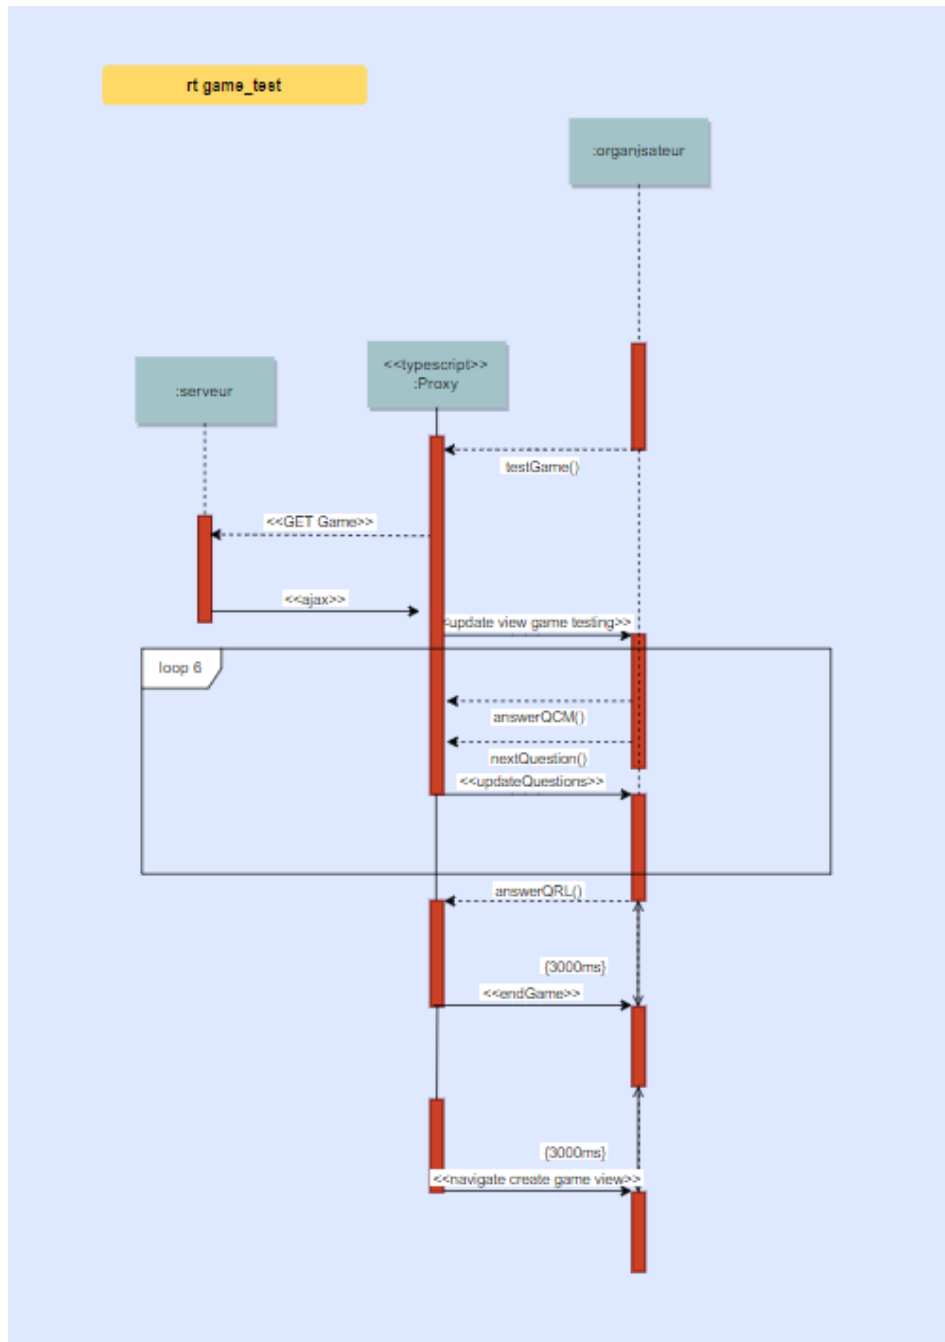 rt game_test
:organisateur
<<typescript>>
:Proxy
:serveur
testGame()
<<GET Game>>
<<ajax>>
<update view game testing>>
loop 6
answerQCM()
nextQuestion()
<<updateQuestions>>
answerQRL()
{3000ms}
<<endGame>>
{3000ms}
<<navigate create game view>>